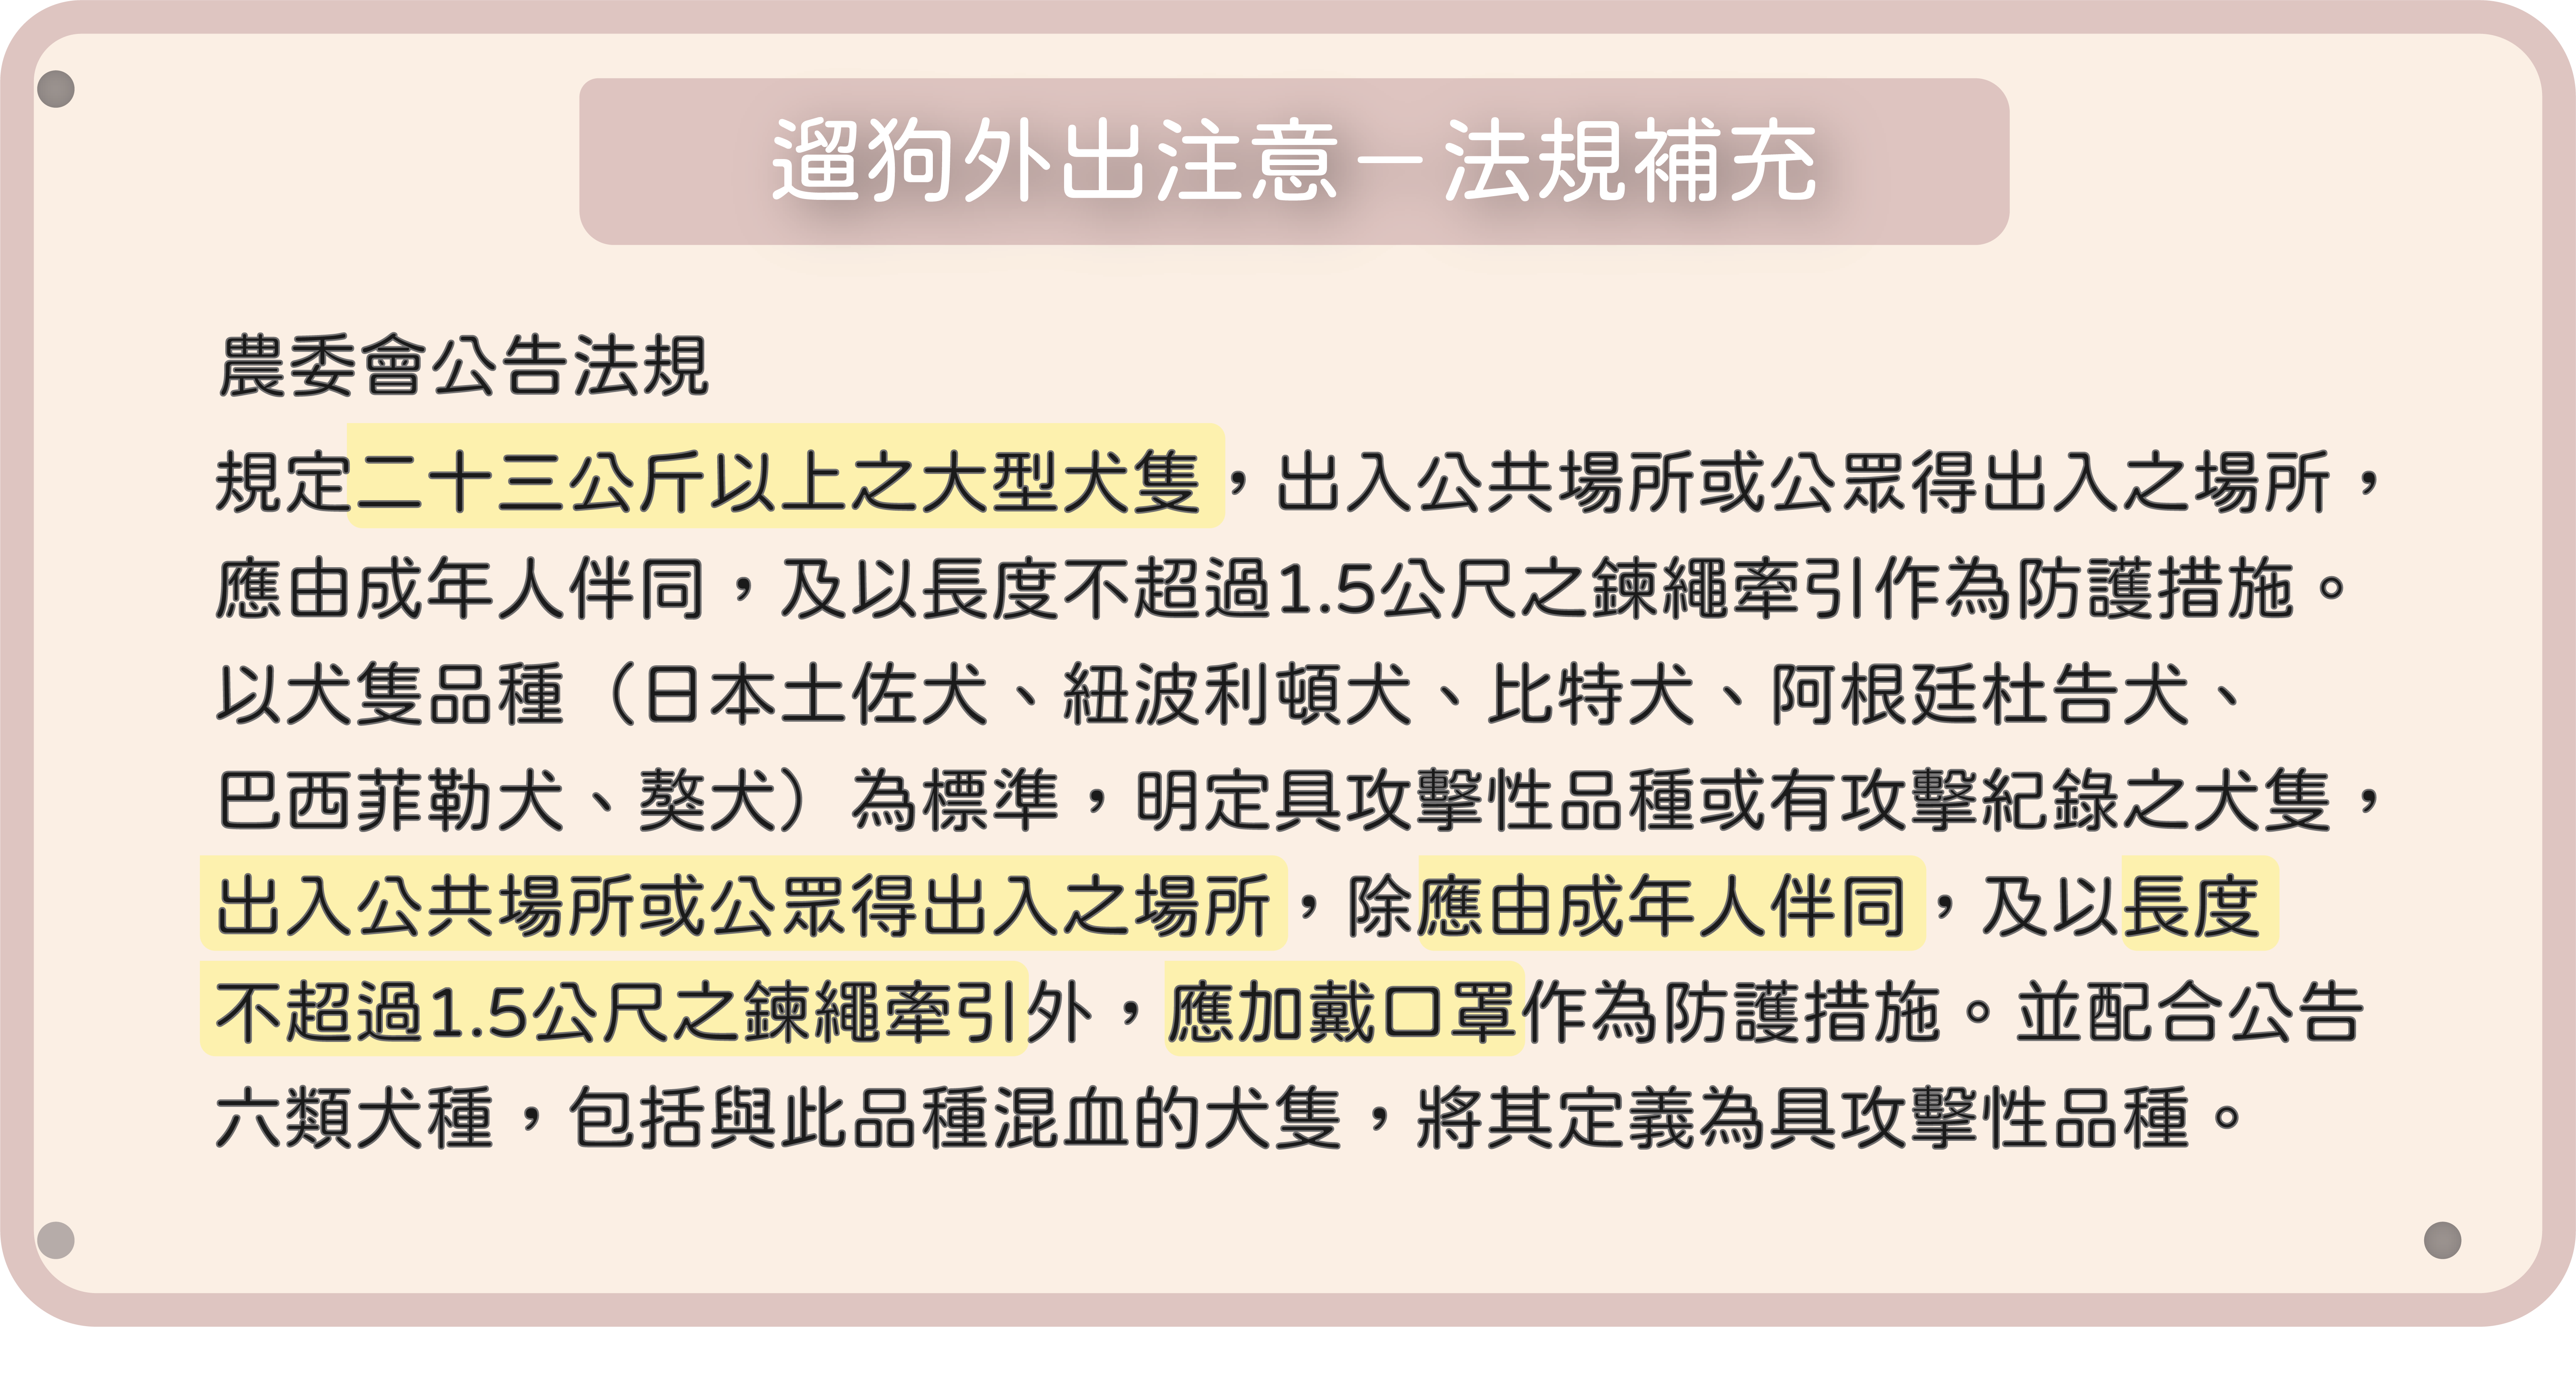 遛狗外出注意－法規補充
農委會公告法規
規定二十三公斤以上之大型犬隻，出入公共場所或公眾得出入之場所，
應由成年人伴同，及以長度不超過1.5公尺之鍊繩牽引作為防護措施。
以犬隻品種（日本土佐犬、紐波利頓犬、比特犬、阿根廷杜告犬、
巴西菲勒犬、獒犬）為標準，明定具攻擊性品種或有攻擊紀錄之犬隻，
出入公共場所或公眾得出入之場所，除應由成年人伴同，及以長度
不超過1.5公尺之鍊繩牽引外，應加戴口罩作為防護措施。並配合公告
六類犬種，包括與此品種混血的犬隻，將其定義為具攻擊性品種。